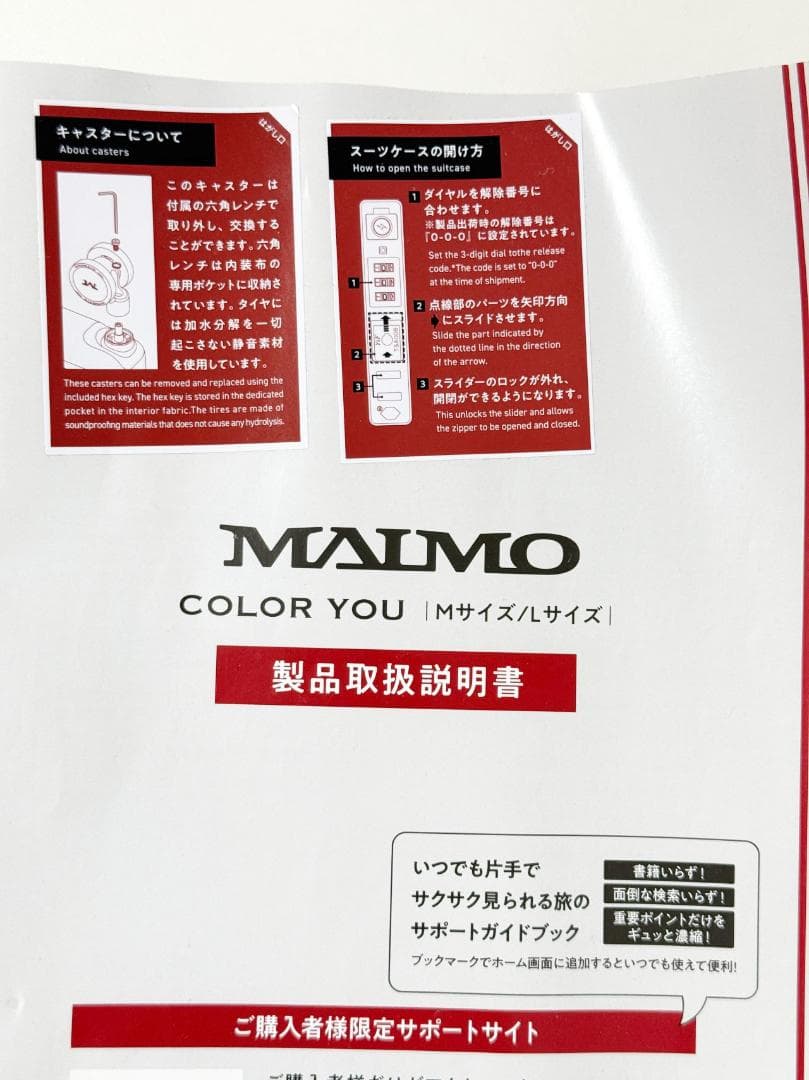 はがし口
キャスターについて
About casters
このキャスターは
付属の六角レンチで
取り外し、交換する
ことができます。六角
レンチは内装布の
専用ポケットに収納さ
れています。タイヤに
は加水分解を一切
起こさない静音素材
を使用しています。
These casters can be removed and replaced using the
included hex key. The hex key is stored in the dedicated
pocket in the interior fabric.The tires are made of
soundproofing materials that does not cause any hydrolysis.
はがし口
スーツケースの開け方
How to open the suitcase
1 ダイヤルを解除番号に
合わせます。
※製品出荷時の解除番号は
『0-0-0』に設定されています。
Set the 3-digit dial tothe release
code.*The code is set to "0-0-0"
at the time of shipment.
2 点線部のパーツを矢印方向
にスライドさせます。
Slide the part indicated by
the dotted line in the direction
of the arrow.
3 スライダーのロックが外れ、
開閉ができるようになります。
This unlocks the slider and allows
the zipper to be opened and closed.
1
2
3
MAIMO
COLOR YOU |Mサイズ/Lサイズ|
製品取扱説明書
いつでも片手で
サクサク見られる旅の
サポートガイドブック
書籍いらず!
面倒な検索いらず!
重要ポイントだけを
ギュッと濃縮!
ブックマークでホーム画面に追加するといつでも使えて便利!
ご購入者様限定サポートサイト